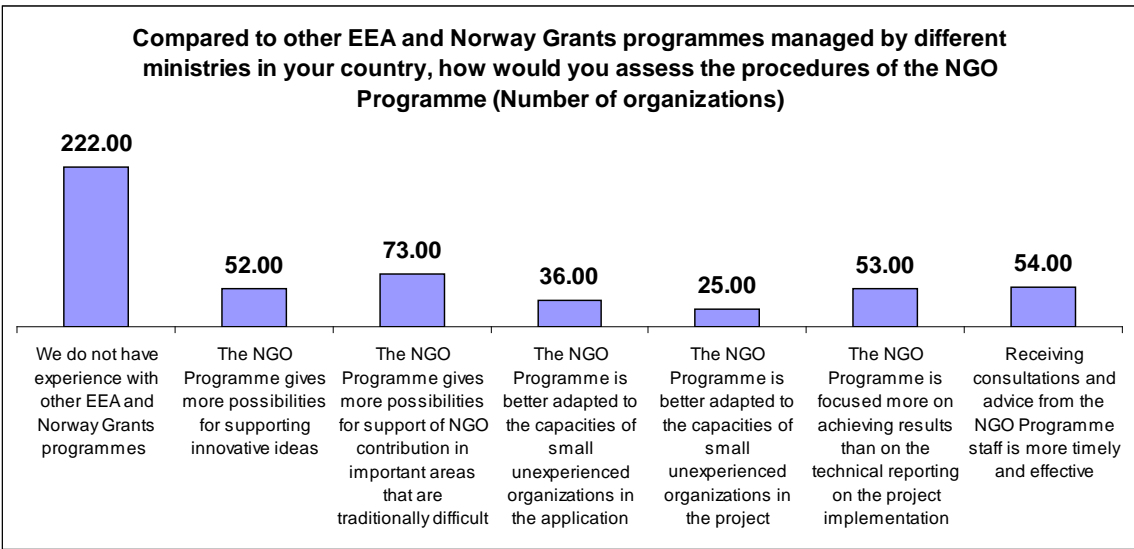 Compared to other EEA and Norway Grants programmes managed by different
ministries in your country, how would you assess the procedures of the NGO
Programme (Number of organizations)
222.00
52.00
73.00
36.00
25.00
53.00
54.00
We do not have
experience with
other EEA and
Norway Grants
programmes
The NGO
Programme gives
more possibilities
for supporting
innovative ideas
The NGO
Programme gives
more possibilities
for support of NGO
contribution in
important areas
that are
traditionally difficult
The NGO
Programme is
better adapted to
the capacities of
small
unexperienced
organizations in
the application
The NGO
Programme is
better adapted to
the capacities of
small
unexperienced
organizations in
the project
The NGO
Programme is
focused more on
achieving results
than on the
technical reporting
on the project
implementation
Receiving
consultations and
advice from the
NGO Programme
staff is more timely
and effective